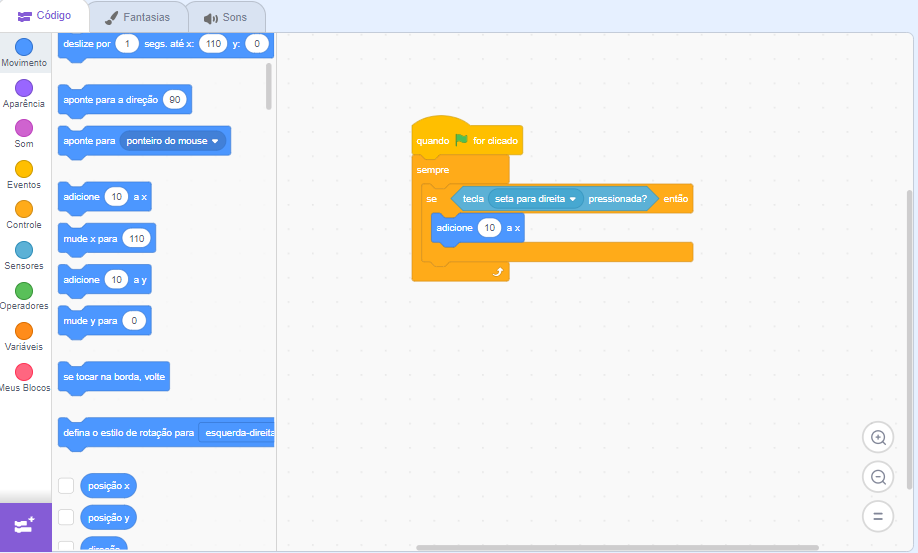 Código
Fantasias
Sons
Movimento
Aparência
Som
Eventos
Controle
Sensores
Operadores
Variáveis
Meus Blocos
deslize por 1 segs. até x: 110 y: 0
aponte para a direção 90
aponte para ponteiro do mouse
adicione 10 a x
mude x para 110
adicione 10 a y
mude y para 0
se tocar na borda, volte
defina o estilo de rotação para esquerda-direita
posição x
posição y
direção
quando for clicado
sempre
se tecla seta para direita pressionada? então
adicione 10 a x